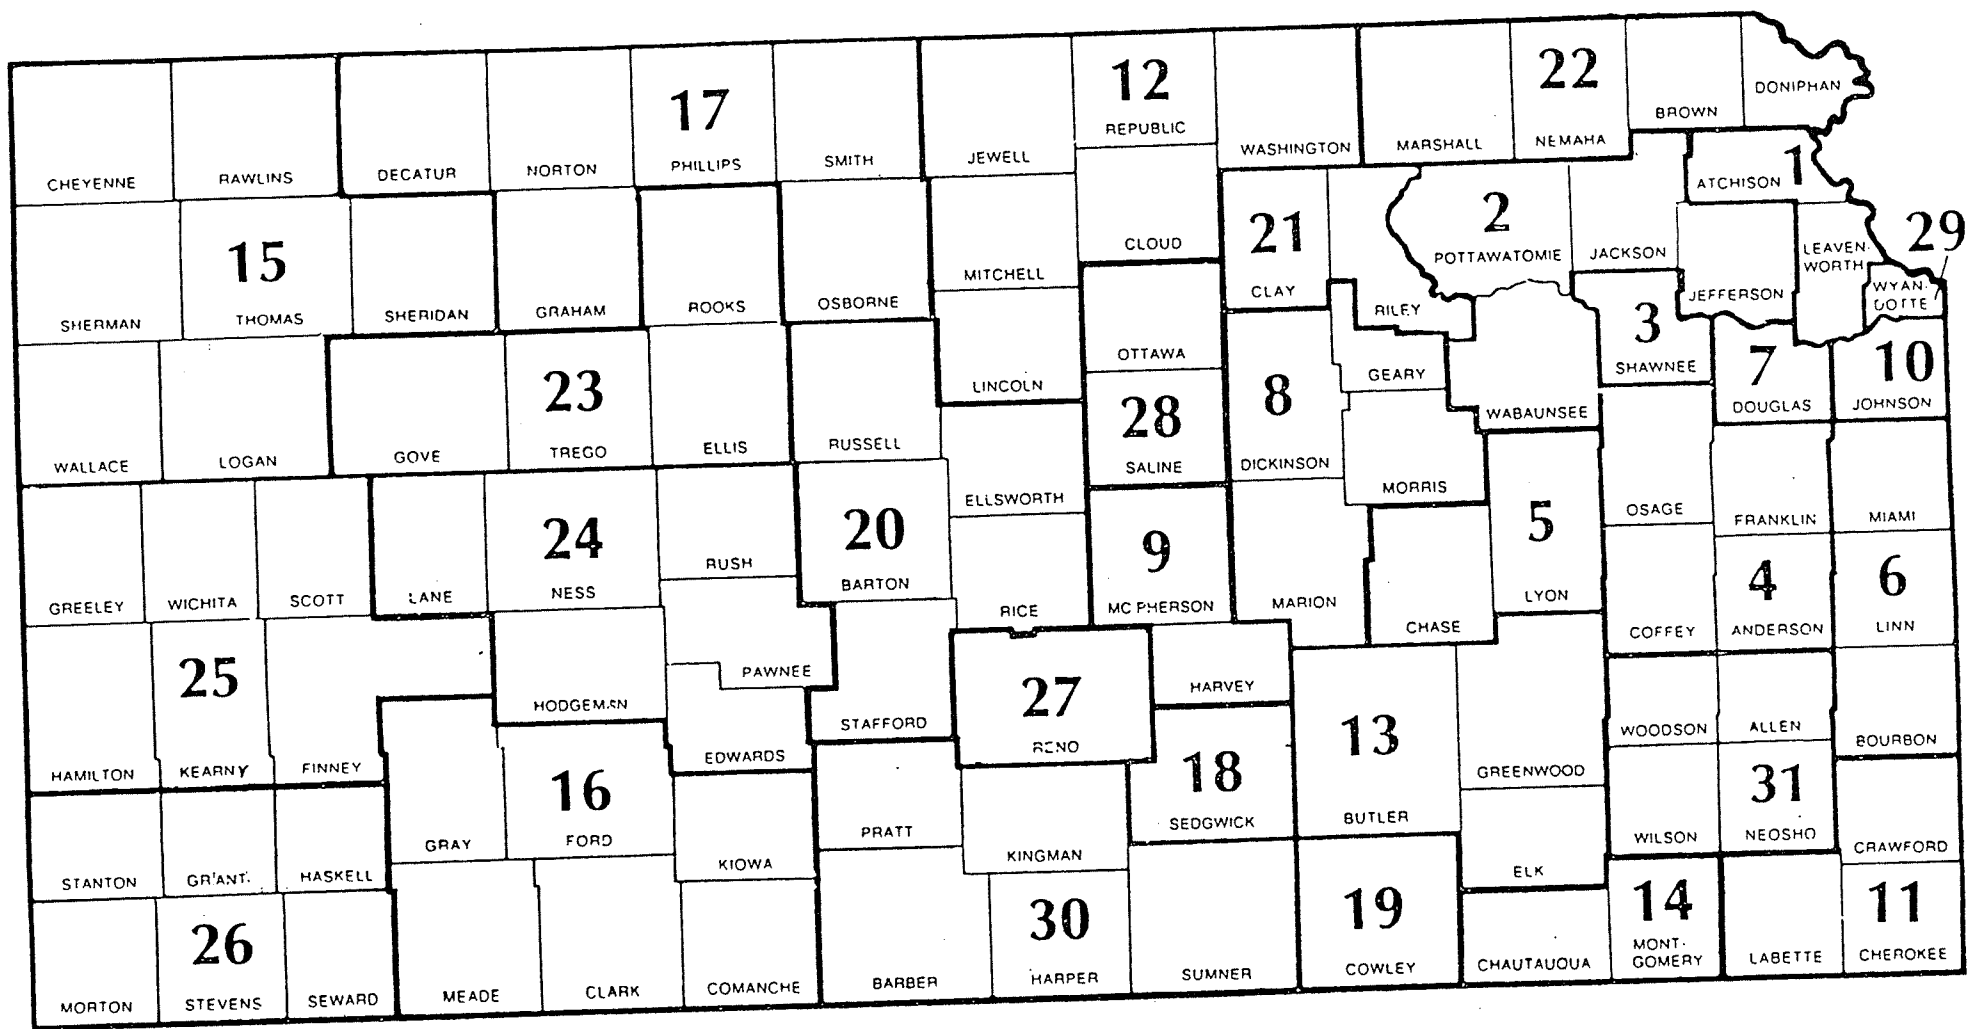 12
22
17
DONIPHAN
BROWN
REPUBLIC
NEMAHA
MARSHALL
WASHINGTON
JEWELL
SMITH
PHILLIPS
NORTON
DECATUR
RAWLINS
CHEYENNE
1
ATCHISON
2
21
29
15
CLOUD
POTTAWATOMIE
JACKSON
LEAVEN-
WORTH
MITCHELL
CLAY
JEFFERSON
WYAN-
DOTTE
RILEY
OSBORNE
ROOKS
GRAHAM
SHERIDAN
THOMAS
SHERMAN
3
SHAWNEE
7
10
OTTAWA
GEARY
LINCOLN
23
28
8
WABAUNSEE
DOUGLAS
JOHNSON
RUSSELL
ELLIS
TREGO
GOVE
LOGAN
WALLACE
SALINE
DICKINSON
MORRIS
ELLSWORTH
OSAGE
FRANKLIN
MIAMI
24
20
9
5
4
6
RUSH
BARTON
NESS
LANE
SCOTT
WICHITA
GREELEY
RICE
MC PHERSON
MARION
LYON
CHASE
COFFEY
ANDERSON
LINN
25
PAWNEE
27
HARVEY
HODGEMAN
STAFFORD
RENO
13
WOODSON
ALLEN
BOURBON
HAMILTON
KEARNY
FINNEY
EDWARDS
16
18
GREENWOOD
31
GRAY
FORD
PRATT
SEDGWICK
BUTLER
WILSON
NEOSHO
CRAWFORD
STANTON
GRANT
HASKELL
KIOWA
KINGMAN
ELK
26
30
19
14
11
MORTON
STEVENS
SEWARD
MEADE
CLARK
COMANCHE
BARBER
HARPER
SUMNER
COWLEY
CHAUTAUQUA
MONT-
GOMERY
LABETTE
CHEROKEE